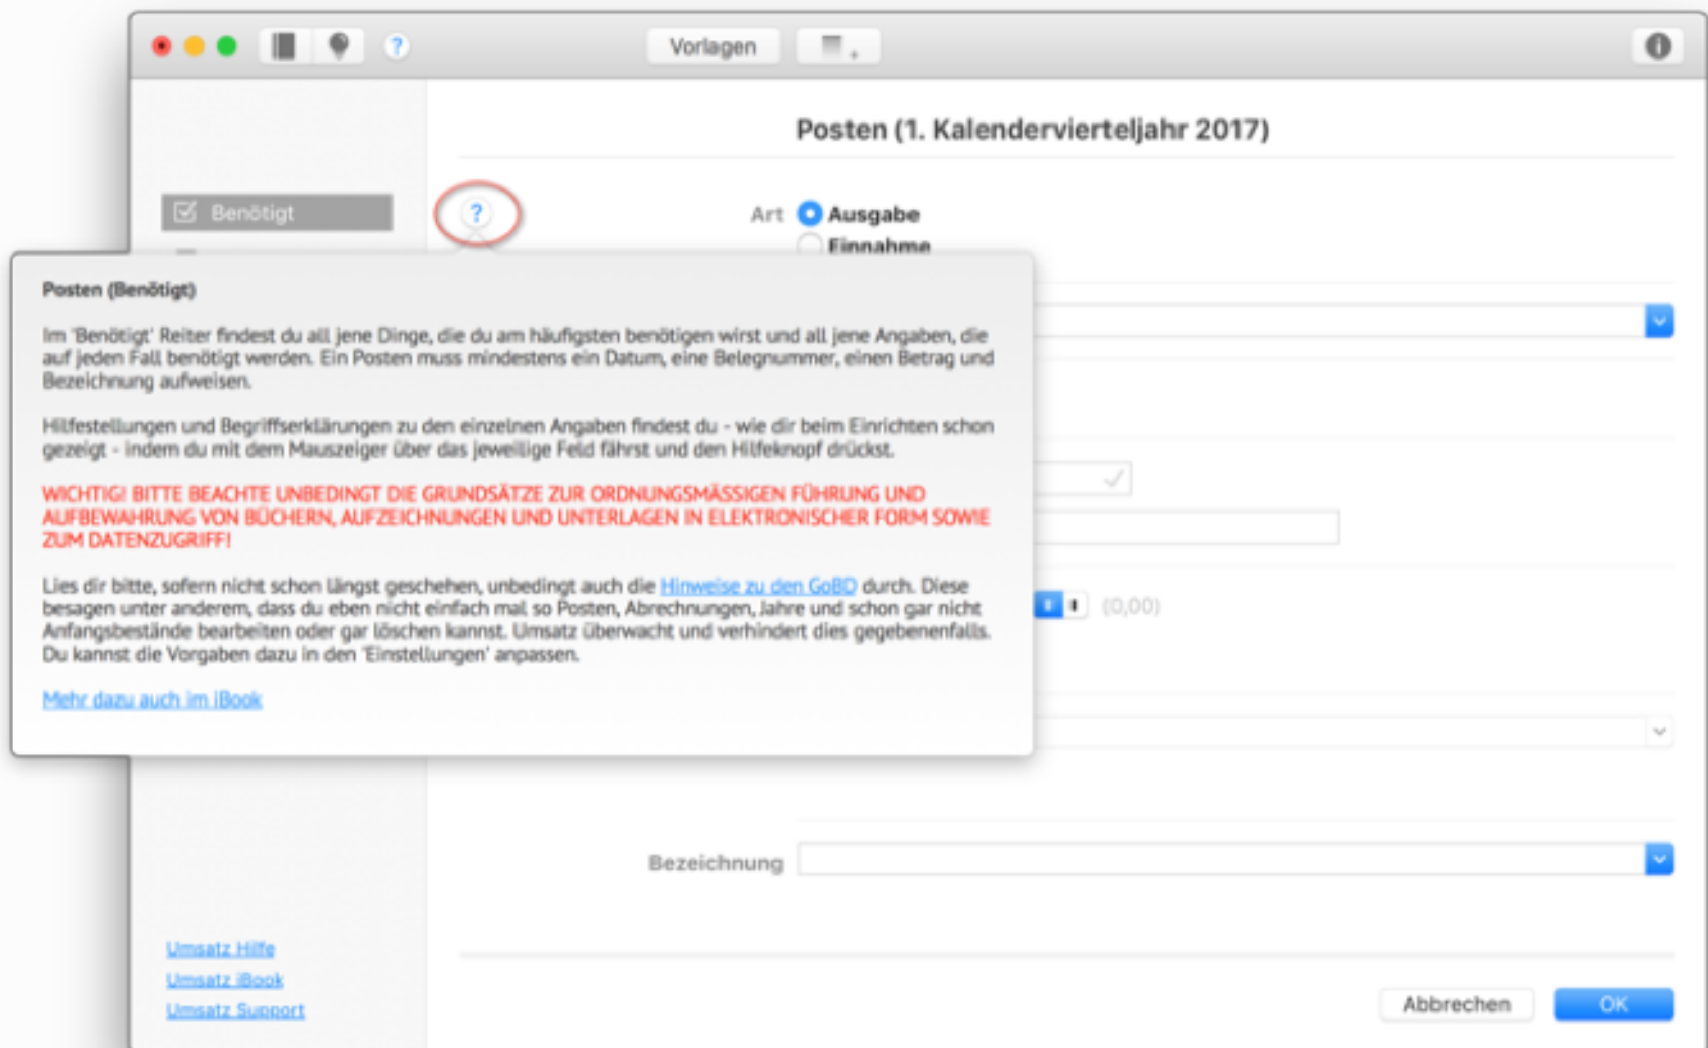 ?
Vorlagen
Posten (1. Kalendervierteljahr 2017)
Benötigt
?
Art
Ausgabe
Einnahme
Posten (Benötigt)
Im 'Benötigt' Reiter findest du all jene Dinge, die du am häufigsten benötigen wirst und all jene Angaben, die
auf jeden Fall benötigt werden. Ein Posten muss mindestens ein Datum, eine Belegnummer, einen Betrag und
Bezeichnung aufweisen.
Hilfestellungen und Begriffserklärungen zu den einzelnen Angaben findest du - wie dir beim Einrichten schon
gezeigt - indem du mit dem Mauszeiger über das jeweilige Feld fährst und den Hilfeknopf drückst.
WICHTIG! BITTE BEACHTE UNBEDINGT DIE GRUNDSÄTZE ZUR ORDNUNGSMÄSSIGEN FÜHRUNG UND
AUFBEWAHRUNG VON BÜCHERN, AUFZEICHNUNGEN UND UNTERLAGEN IN ELEKTRONISCHER FORM SOWIE
ZUM DATENZUGRIFF!
Lies dir bitte, sofern nicht schon längst geschehen, unbedingt auch die Hinweise zu den GoBD durch. Diese
besagen unter anderem, dass du eben nicht einfach mal so Posten, Abrechnungen, Jahre und schon gar nicht
Anfangsbestände bearbeiten oder gar löschen kannst. Umsatz überwacht und verhindert dies gegebenenfalls.
Du kannst die Vorgaben dazu in den 'Einstellungen' anpassen.
Mehr dazu auch im iBook
(0,00)
Bezeichnung
Umsatz Hilfe
Umsatz iBook
Umsatz Support
Abbrechen
OK